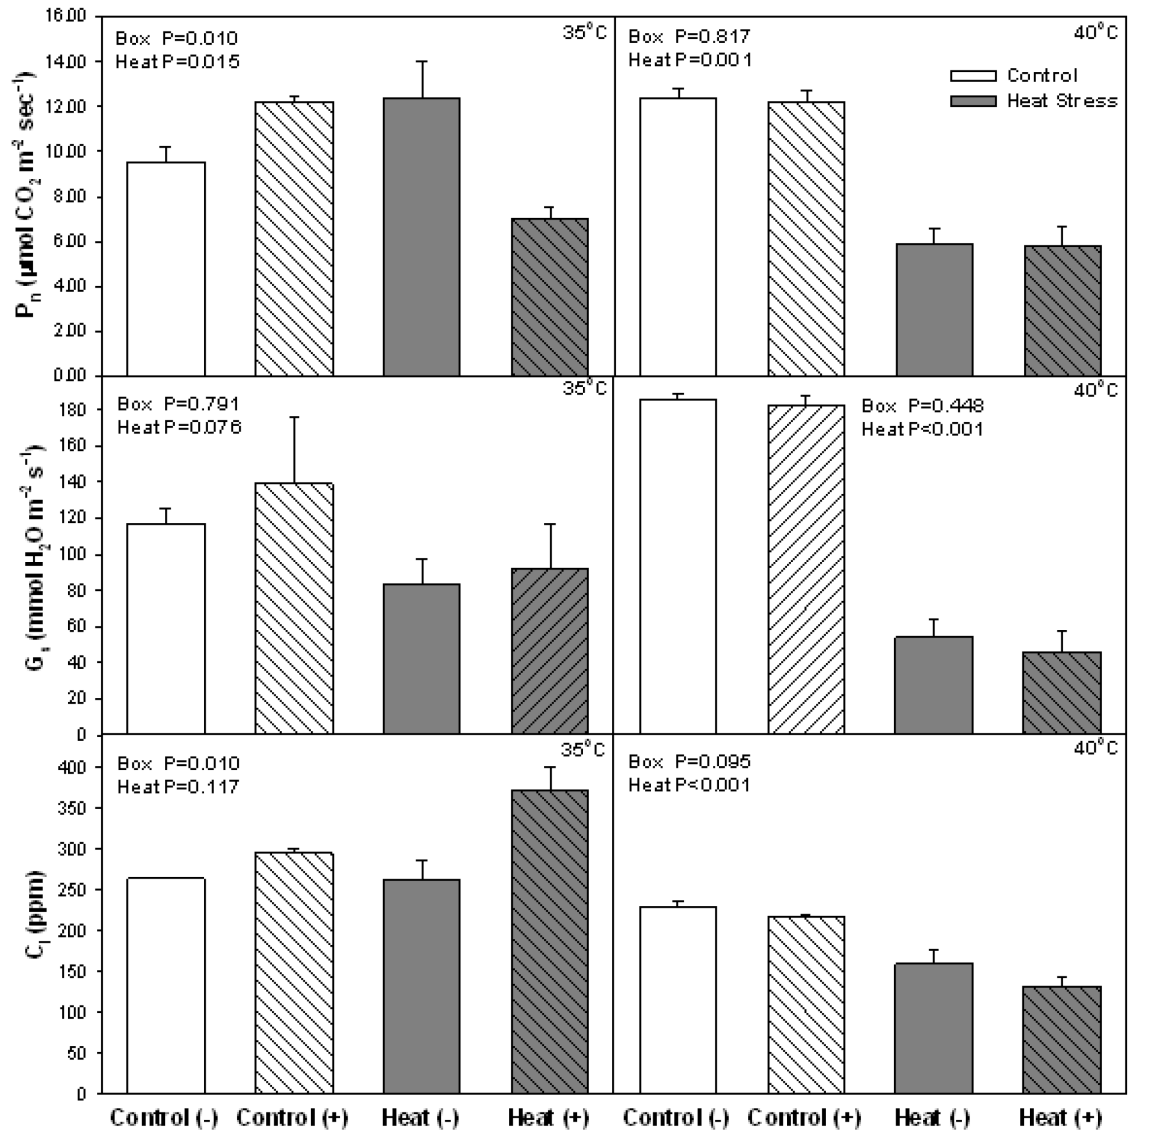 16.00
14.00
12.00
10.00
8.00
6.00
4.00
2.00
0.00
Pn (µmol CO2 m-2 sec-1)
Box P=0.010
Heat P=0.015
35°C
Box P=0.817
Heat P=0.001
40°C
Control
Heat Stress
180
160
140
120
100
80
60
40
20
0
Gs (mmol H2O m-2 s-1)
Box P=0.791
Heat P=0.076
35°C
40°C
Box P=0.448
Heat P<0.001
400
350
300
250
200
150
100
50
0
Ci (ppm)
Box P=0.010
Heat P=0.117
35°C
Box P=0.095
Heat P<0.001
40°C
Control (-) Control (+) Heat (-) Heat (+) Control (-) Control (+) Heat (-) Heat (+)